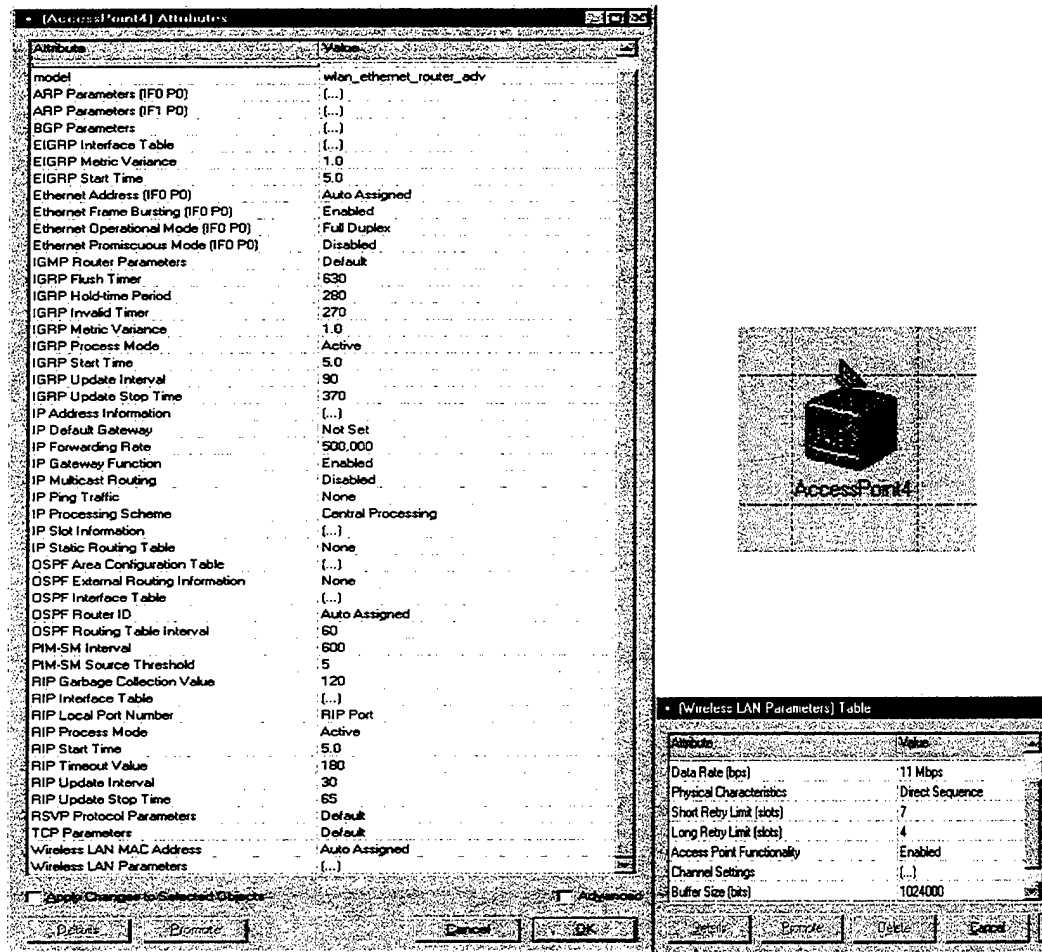 (AccessPoint4) Attributes
Attribute Value
model wlan_ethernet_router_adv
ARP Parameters (IF0 P0) (...)
ARP Parameters (IF1 P0) (...)
BGP Parameters (...)
EIGRP Interface Table (...)
EIGRP Metric Variance 1.0
EIGRP Start Time 5.0
Ethernet Address (IF0 P0) Auto Assigned
Ethernet Frame Bursting (IF0 P0) Enabled
Ethernet Operational Mode (IF0 P0) Full Duplex
Ethernet Promiscuous Mode (IF0 P0) Disabled
IGMP Router Parameters Default
IGRP Flush Timer 630
IGRP Hold-time Period 280
IGRP Invalid Timer 270
IGRP Metric Variance 1.0
IGRP Process Mode Active
IGRP Start Time 5.0
IGRP Update Interval 90
IGRP Update Stop Time 370
IP Address Information (...)
IP Default Gateway Not Set
IP Forwarding Rate 500,000
IP Gateway Function Enabled
IP Multicast Routing Disabled
IP Ping Traffic None
IP Processing Scheme Central Processing
IP Slot Information (...)
IP Static Routing Table None
OSPF Area Configuration Table (...)
OSPF External Routing Information None
OSPF Interface Table (...)
OSPF Router ID Auto Assigned
OSPF Routing Table Interval 60
PIM-SM Interval 600
PIM-SM Source Threshold 5
RIP Garbage Collection Value 120
RIP Interface Table (...)
RIP Local Port Number RIP Port
RIP Process Mode Active
RIP Start Time 5.0
RIP Timeout Value 180
RIP Update Interval 30
RIP Update Stop Time 65
RSVP Protocol Parameters Default
TCP Parameters Default
Wireless LAN MAC Address Auto Assigned
Wireless LAN Parameters (...)
Apply Changes to Selected Objects Advanced
Details Promote Cancel OK
AccessPoint4
(Wireless LAN Parameters) Table
Attribute Value
Data Rate (bps) 11 Mbps
Physical Characteristics Direct Sequence
Short Retry Limit (slots) 7
Long Retry Limit (slots) 4
Access Point Functionality Enabled
Channel Settings (...)
Buffer Size (bits) 1024000
Details Promote Delete Cancel